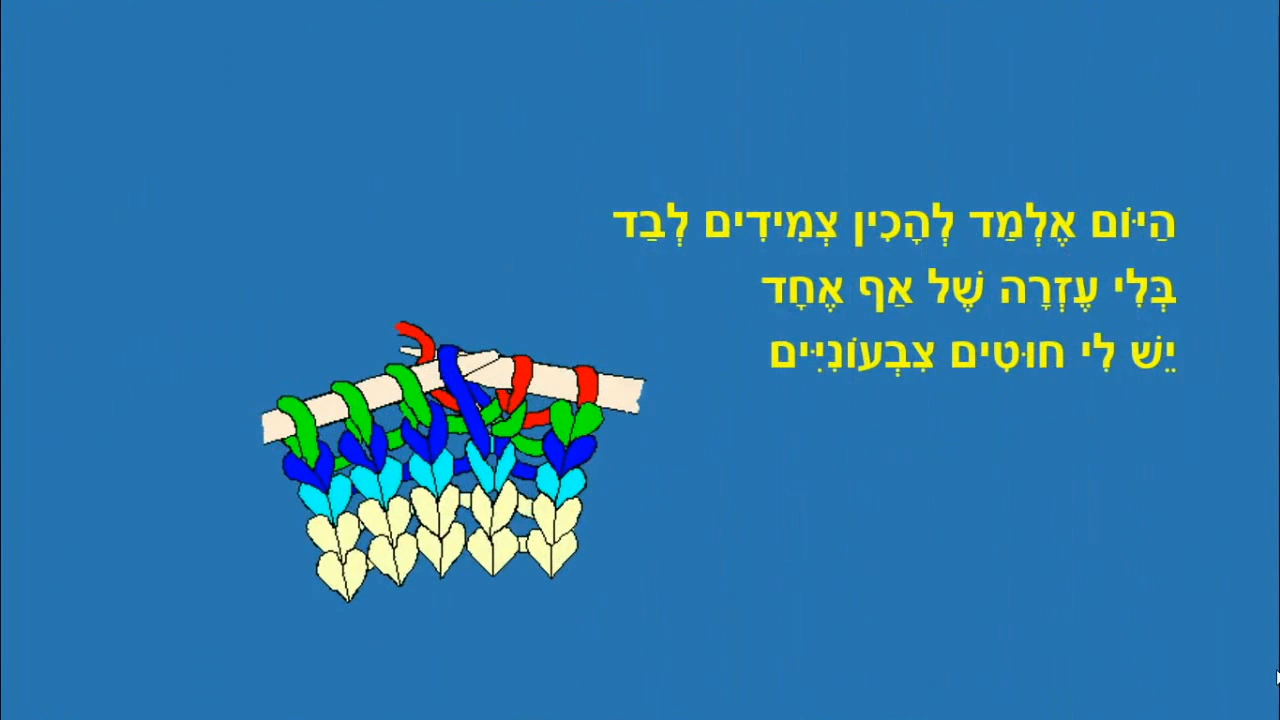 הַיּוֹם אֶלְמַד לְהָכִין צְמִידִים לְבַד
בְּלִי עֶזְרָה שֶׁל אַף אֶחָד
יֵשׁ לִי חוּטִים צִבְעוֹנִיִּים